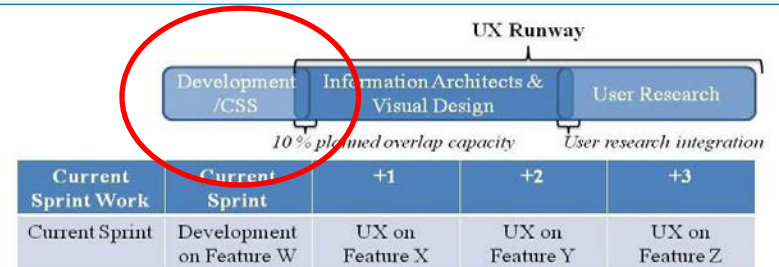 UX Runway
Development
/CSS
Information Architects &
Visual Design
User Research
10 % planned overlap capacity
User research integration
Current
Sprint Work
Current
Sprint
+1
+2
+3
Current Sprint
Development
on Feature W
UX on
Feature X
UX on
Feature Y
UX on
Feature Z